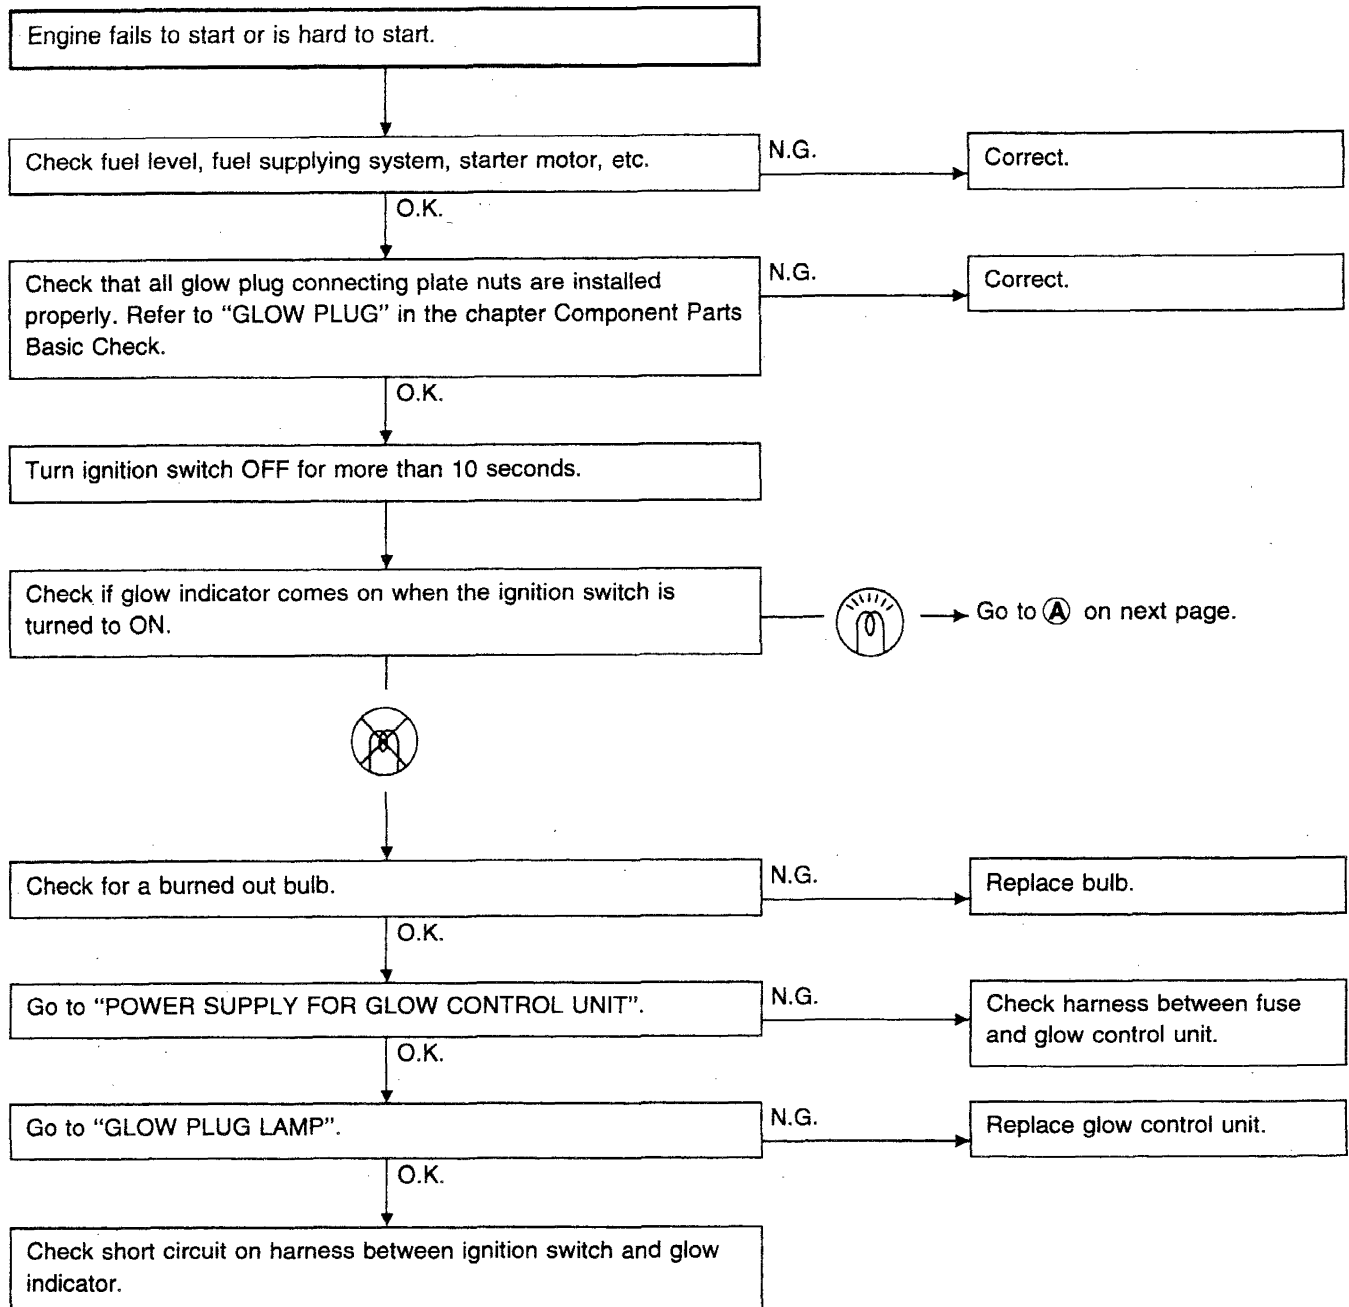 Engine fails to start or is hard to start.
Check fuel level, fuel supplying system, starter motor, etc.
N.G.
Correct.
O.K.
Check that all glow plug connecting plate nuts are installed
properly. Refer to “GLOW PLUG” in the chapter Component Parts
Basic Check.
N.G.
Correct.
O.K.
Turn ignition switch OFF for more than 10 seconds.
Check if glow indicator comes on when the ignition switch is
turned to ON.
Go to Ⓐ on next page.
Check for a burned out bulb.
N.G.
Replace bulb.
O.K.
Go to “POWER SUPPLY FOR GLOW CONTROL UNIT”.
N.G.
Check harness between fuse
and glow control unit.
O.K.
Go to “GLOW PLUG LAMP”.
N.G.
Replace glow control unit.
O.K.
Check short circuit on harness between ignition switch and glow
indicator.